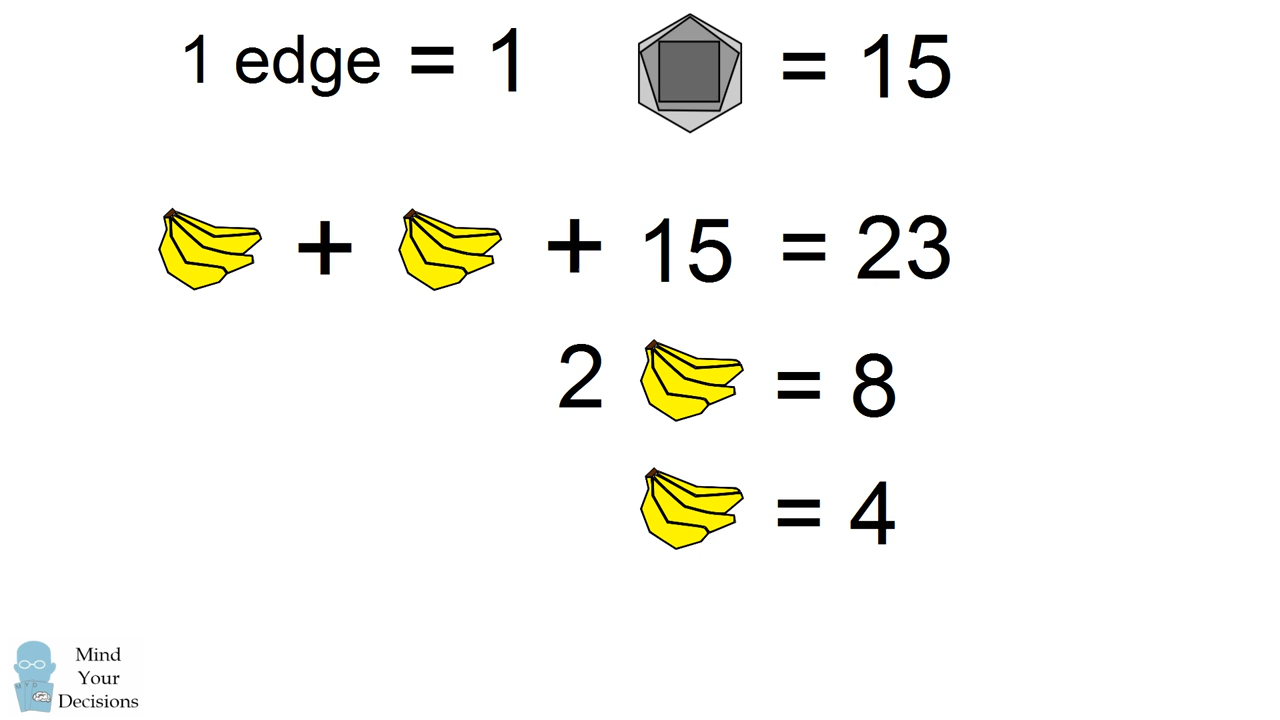 1 edge = 1 = 15
+ + 15 = 23
2 = 8
= 4
Mind
Your
Decisions